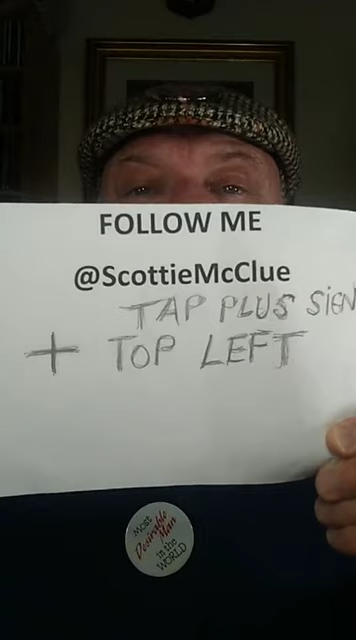 FOLLOW ME
@ScottieMcClue
TAP PLUS SIGN
+ TOP LEFT
Most
Desirable
Man
in the
WORLD